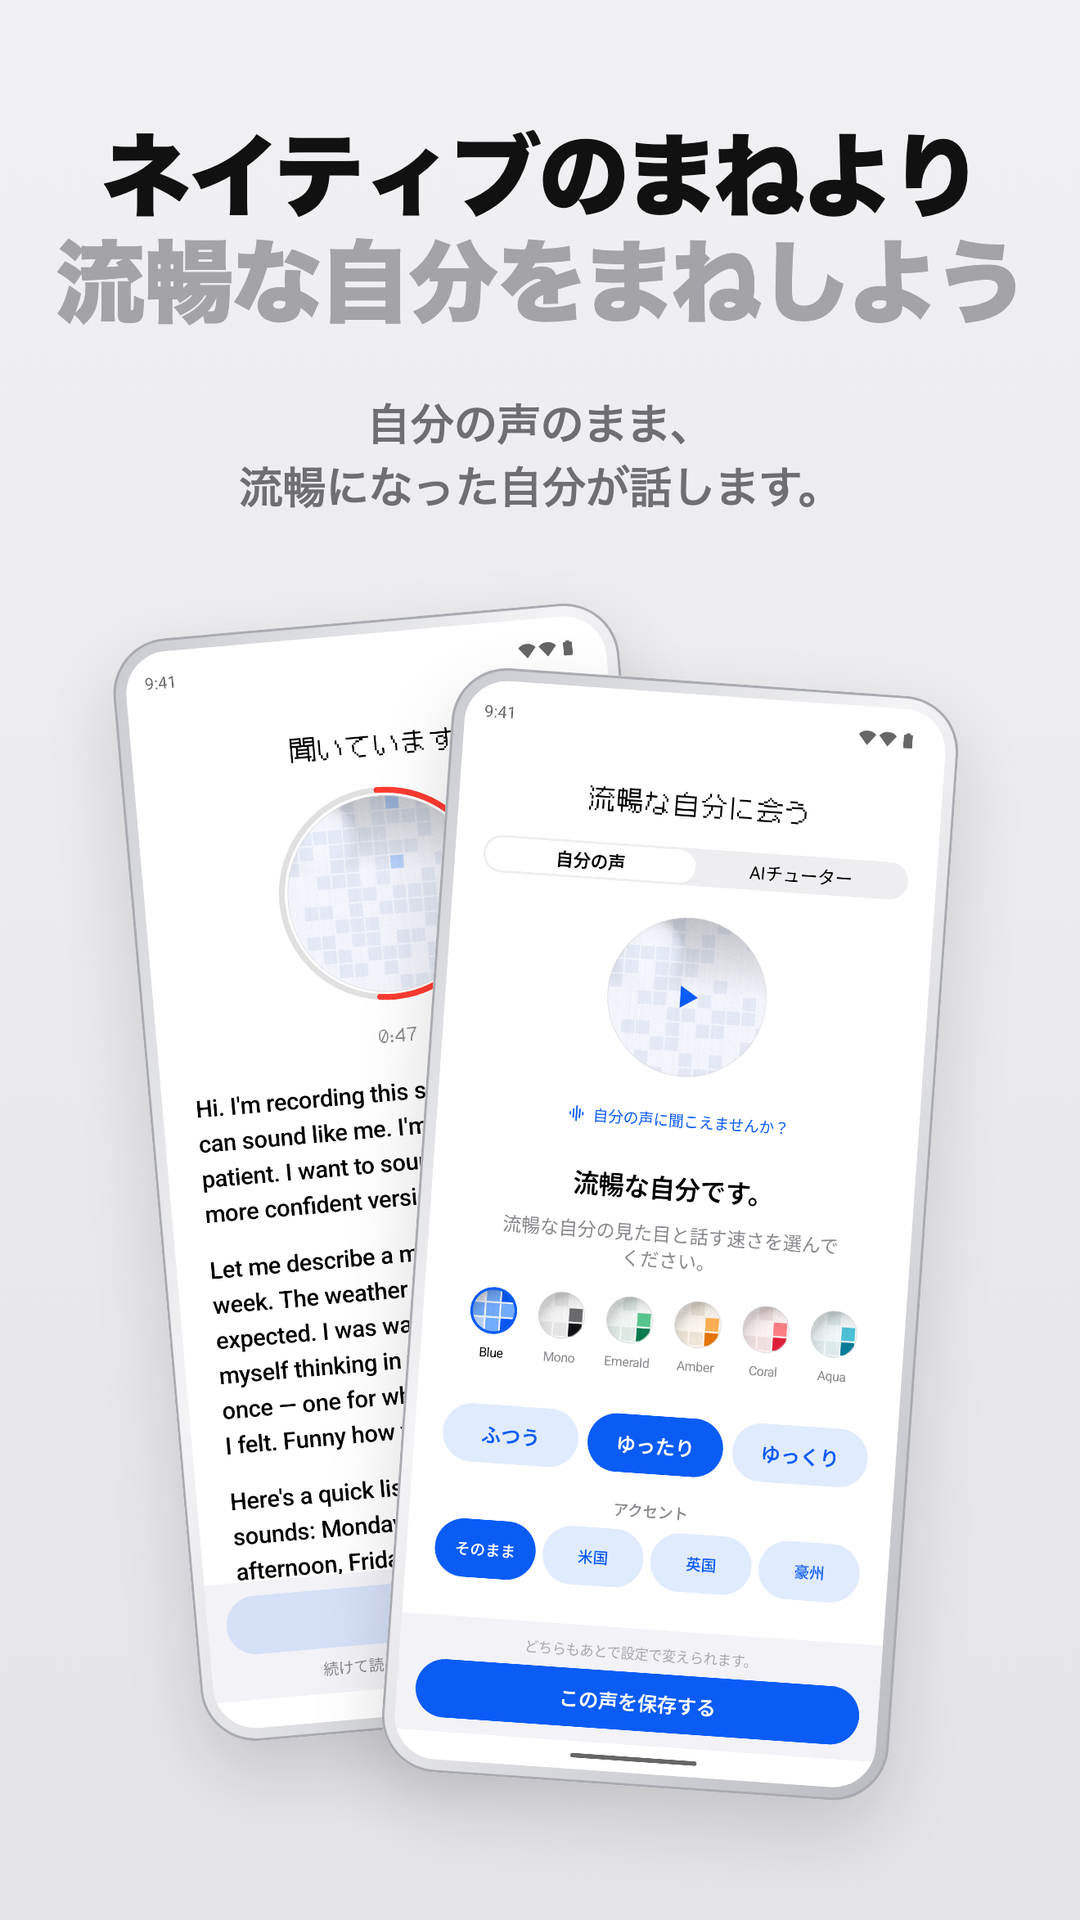 ネイティブのまねより
流暢な自分をまねしよう
自分の声のまま、
流暢になった自分が話します。
9:41
聞いています
0:47
Hi. I'm recording this
can sound like me. I'm
patient. I want to
more confident
Let me describe a
week. The weather
expected. I was
myself thinking in
once — one for
I felt. Funny how
Here's a quick
sounds: Monday
afternoon,
続けて読
9:41
流暢な自分に会う
自分の声
AIチューター
自分の声に聞こえませんか？
流暢な自分です。
流暢な自分の見た目と話す速さを選んで
ください。
Blue
Mono
Emerald
Amber
Coral
Aqua
ふつう
ゆったり
ゆっくり
アクセント
そのまま
米国
英国
豪州
どちらもあとで設定で変えられます。
この声を保存する